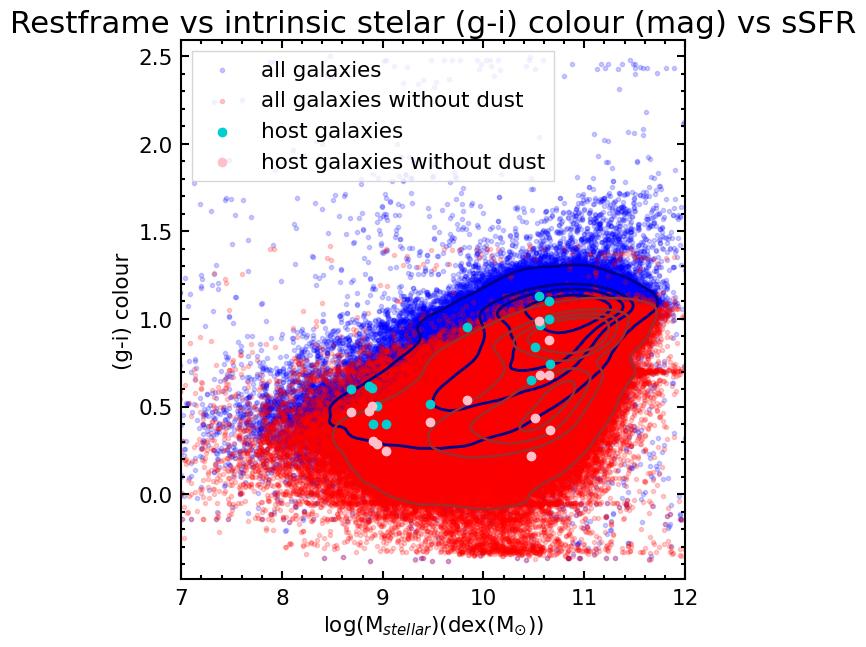 Restframe vs intrinsic stelar (g-i) colour (mag) vs sSFR
2.5
2.0
1.5
1.0
0.5
0.0
(g-i) colour
all galaxies
all galaxies without dust
host galaxies
host galaxies without dust
7 8 9 10 11 12
log(M$_{stellar}$)(dex(M$_{\odot}$))